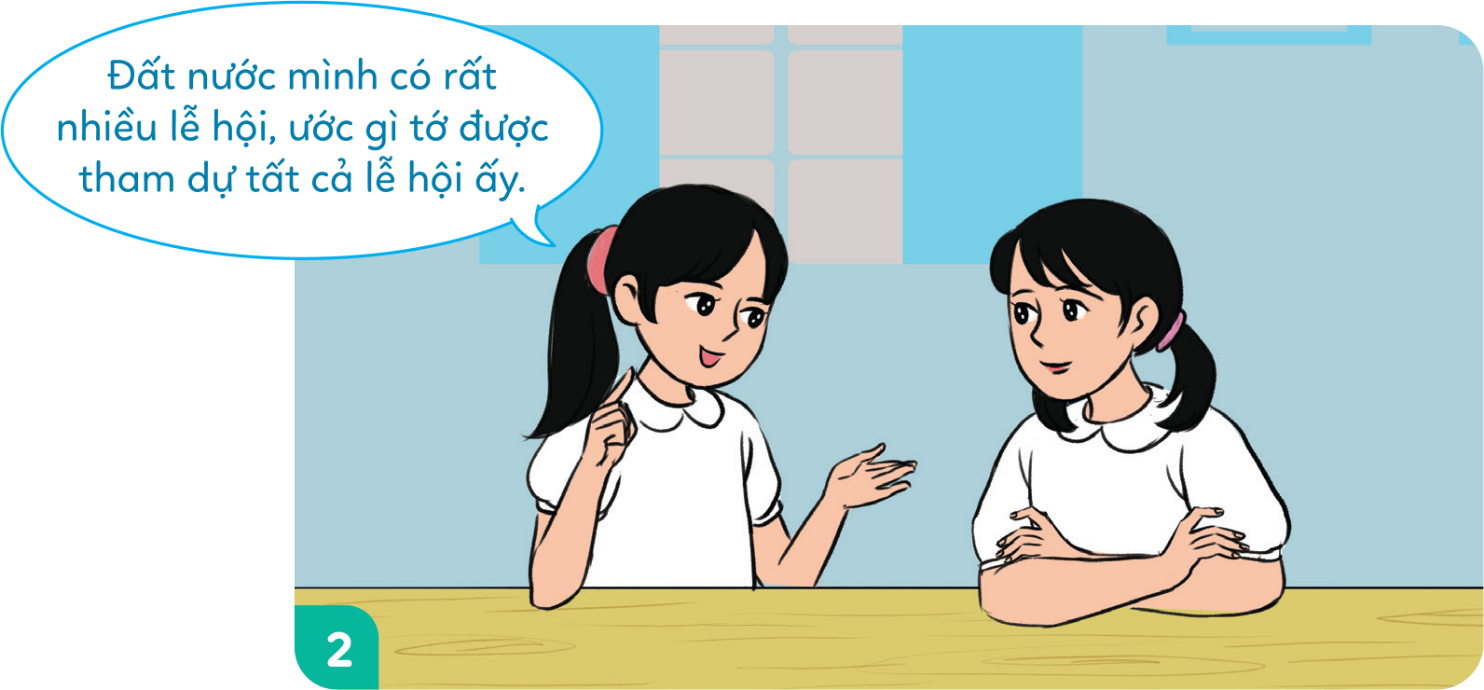 Đất nước mình có rất
nhiều lễ hội, ước gì tớ được
tham dự tất cả lễ hội ấy.
2